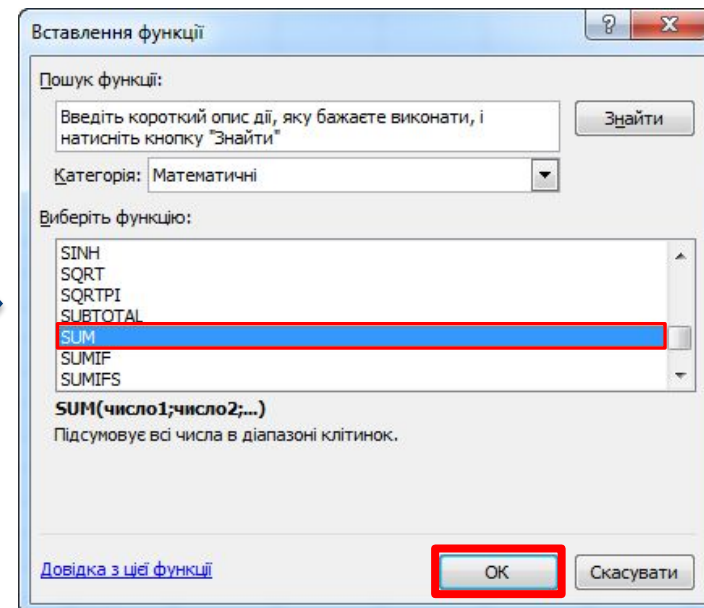 Вставлення функції
Пошук функції:
Введіть короткий опис дії, яку бажаєте виконати, і
натисніть кнопку "Знайти"
Знайти
Категорія: Математичні
Виберіть функцію:
SINH
SQRT
SQRTPI
SUBTOTAL
SUM
SUMIF
SUMIFS
SUM(число1;число2;...)
Підсумовує всі числа в діапазоні клітинок.
Довідка з цієї функції
ОК
Скасувати